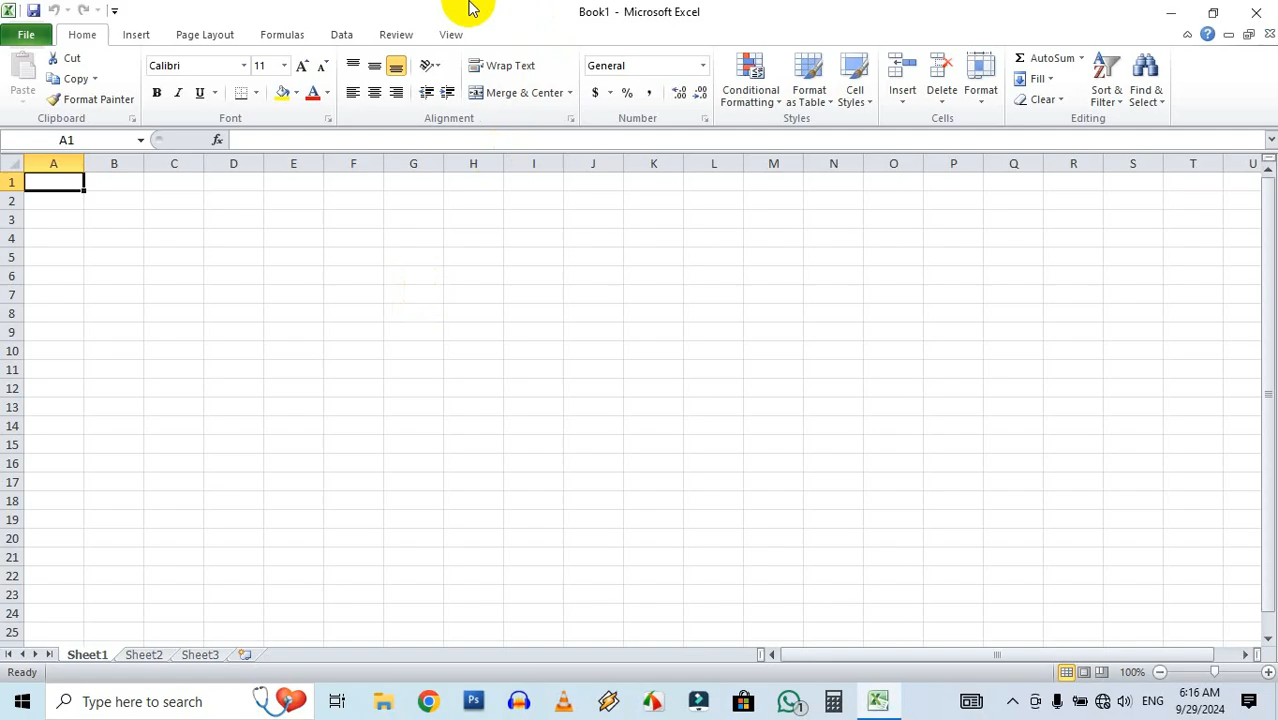 Book1 - Microsoft Excel
File Home Insert Page Layout Formulas Data Review View
Paste
Cut
Copy
Format Painter
Clipboard
Calibri 11
B I U
Font
Wrap Text
Merge & Center
Alignment
General
$ % ,
Number
Conditional Formatting
Format as Table
Cell Styles
Styles
Insert Delete Format
Cells
Σ AutoSum
Fill
Clear
Sort & Filter
Find & Select
Editing
A1 fx
A B C D E F G H I J K L M N O P Q R S T U
1
2
3
4
5
6
7
8
9
10
11
12
13
14
15
16
17
18
19
20
21
22
23
24
25
Sheet1 Sheet2 Sheet3
Ready 100%
Type here to search
1
ENG
6:16 AM
9/29/2024